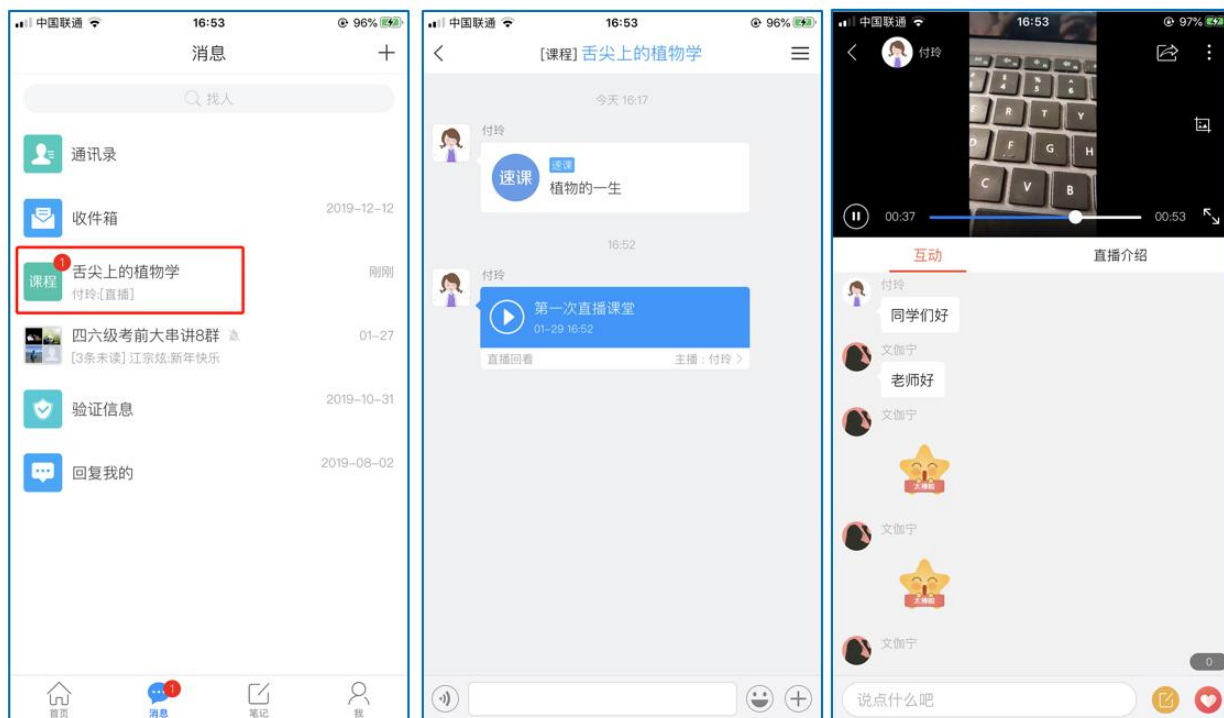 中国联通
16:53
96%
消息
找人
通讯录
收件箱
2019-12-12
课程
1
舌尖上的植物学
刚刚
付玲:[直播]
四六级考前大串讲8群
01-27
[3条未读] 江宗炫:新年快乐
验证信息
2019-10-31
回复我的
2019-08-02
1
首页
消息
笔记
我
中国联通
16:53
96%
[课程] 舌尖上的植物学
今天 16:17
付玲
速课
速课
植物的一生
16:52
付玲
第一次直播课堂
01-29 16:52
直播回看
主播：付玲
中国联通
16:53
97%
付玲
R T Y
F G H
C V B
00:37
00:53
互动
直播介绍
付玲
同学们好
文伽宁
老师好
文伽宁
太棒啦
文伽宁
太棒啦
文伽宁
0
说点什么吧